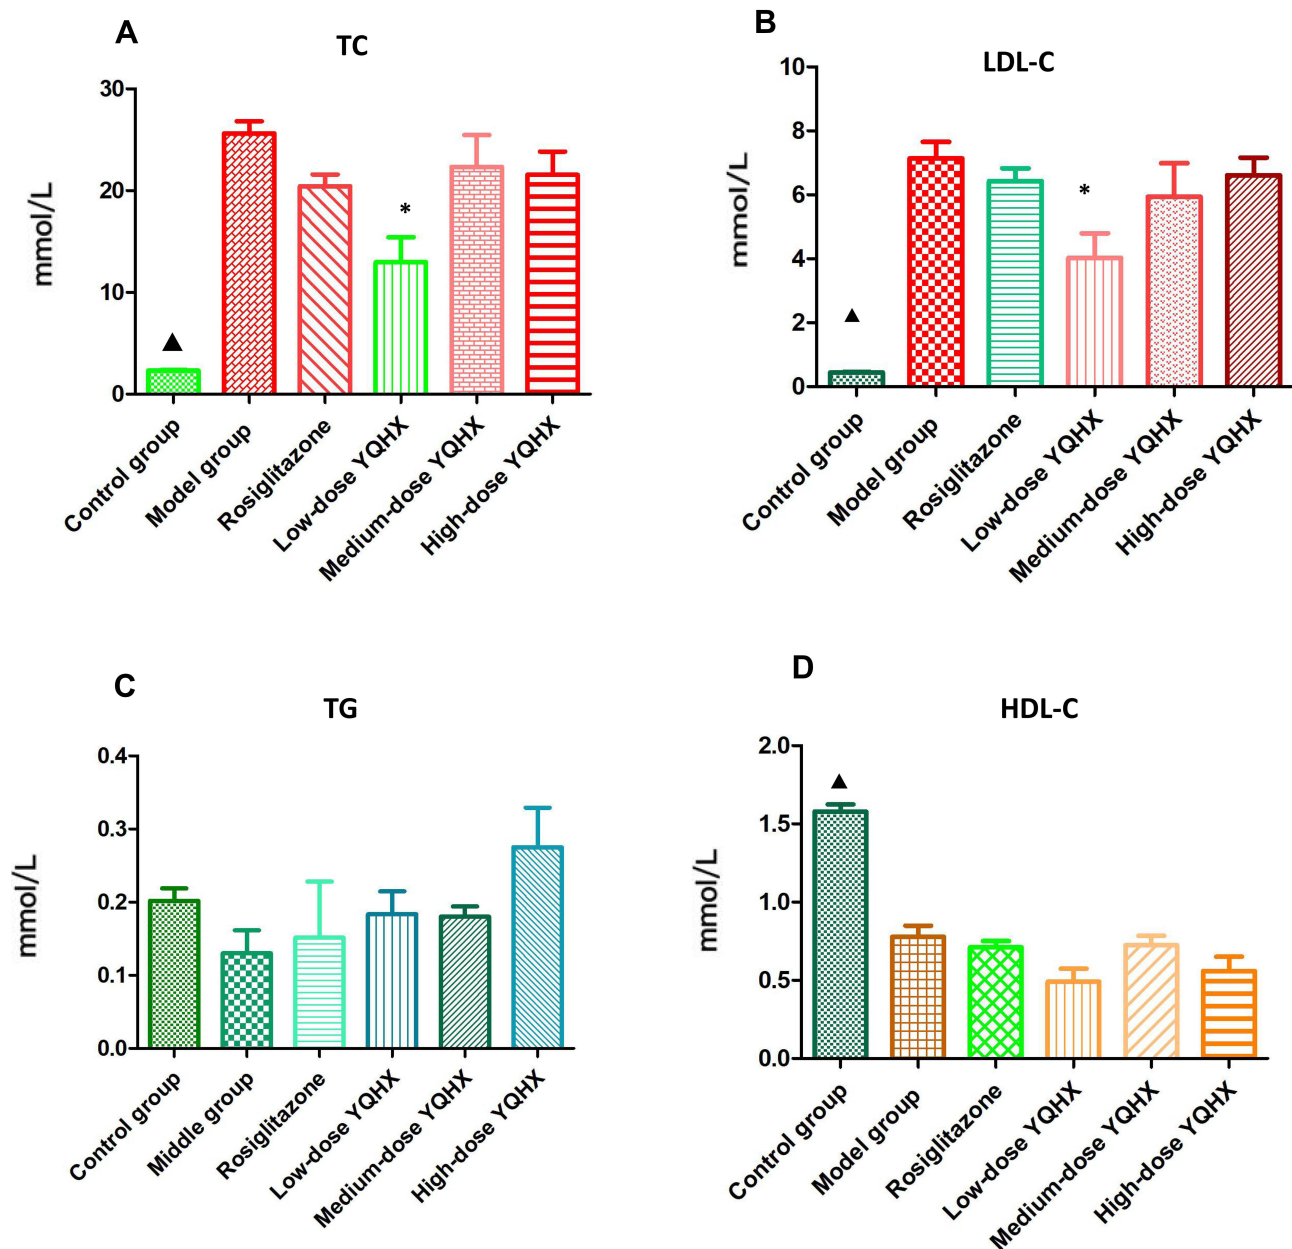 A
TC
mmol/L
30
20
10
0
▲
*
Control group
Model group
Rosiglitazone
Low-dose YQHX
Medium-dose YQHX
High-dose YQHX
B
LDL-C
mmol/L
10
8
6
4
2
0
▲
*
Control group
Model group
Rosiglitazone
Low-dose YQHX
Medium-dose YQHX
High-dose YQHX
C
TG
mmol/L
0.4
0.3
0.2
0.1
0.0
Control group
Middle group
Rosiglitazone
Low-dose YQHX
Medium-dose YQHX
High-dose YQHX
D
HDL-C
mmol/L
2.0
1.5
1.0
0.5
0.0
▲
Control group
Model group
Rosiglitazone
Low-dose YQHX
Medium-dose YQHX
High-dose YQHX